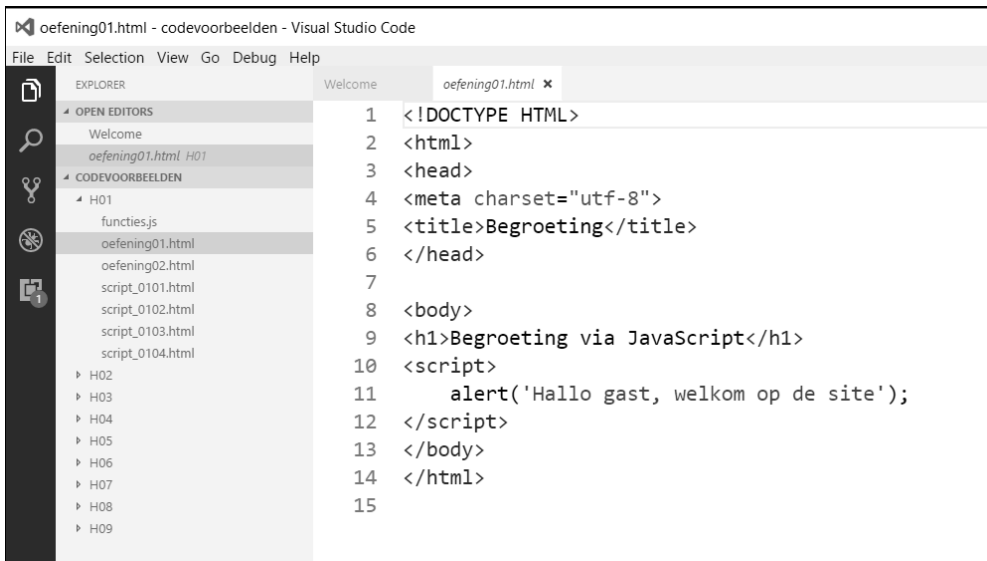 oefening01.html - codevoorbeelden - Visual Studio Code
File Edit Selection View Go Debug Help
EXPLORER
OPEN EDITORS
Welcome
oefening01.html H01
CODEVOORBEELDEN
H01
functies.js
oefening01.html
oefening02.html
script_0101.html
script_0102.html
script_0103.html
script_0104.html
H02
H03
H04
H05
H06
H07
H08
H09
1
Welcome
oefening01.html ×
1 <!DOCTYPE HTML>
2 <html>
3 <head>
4 <meta charset="utf-8">
5 <title>Begroeting</title>
6 </head>
7
8 <body>
9 <h1>Begroeting via JavaScript</h1>
10 <script>
11 alert('Hallo gast, welkom op de site');
12 </script>
13 </body>
14 </html>
15